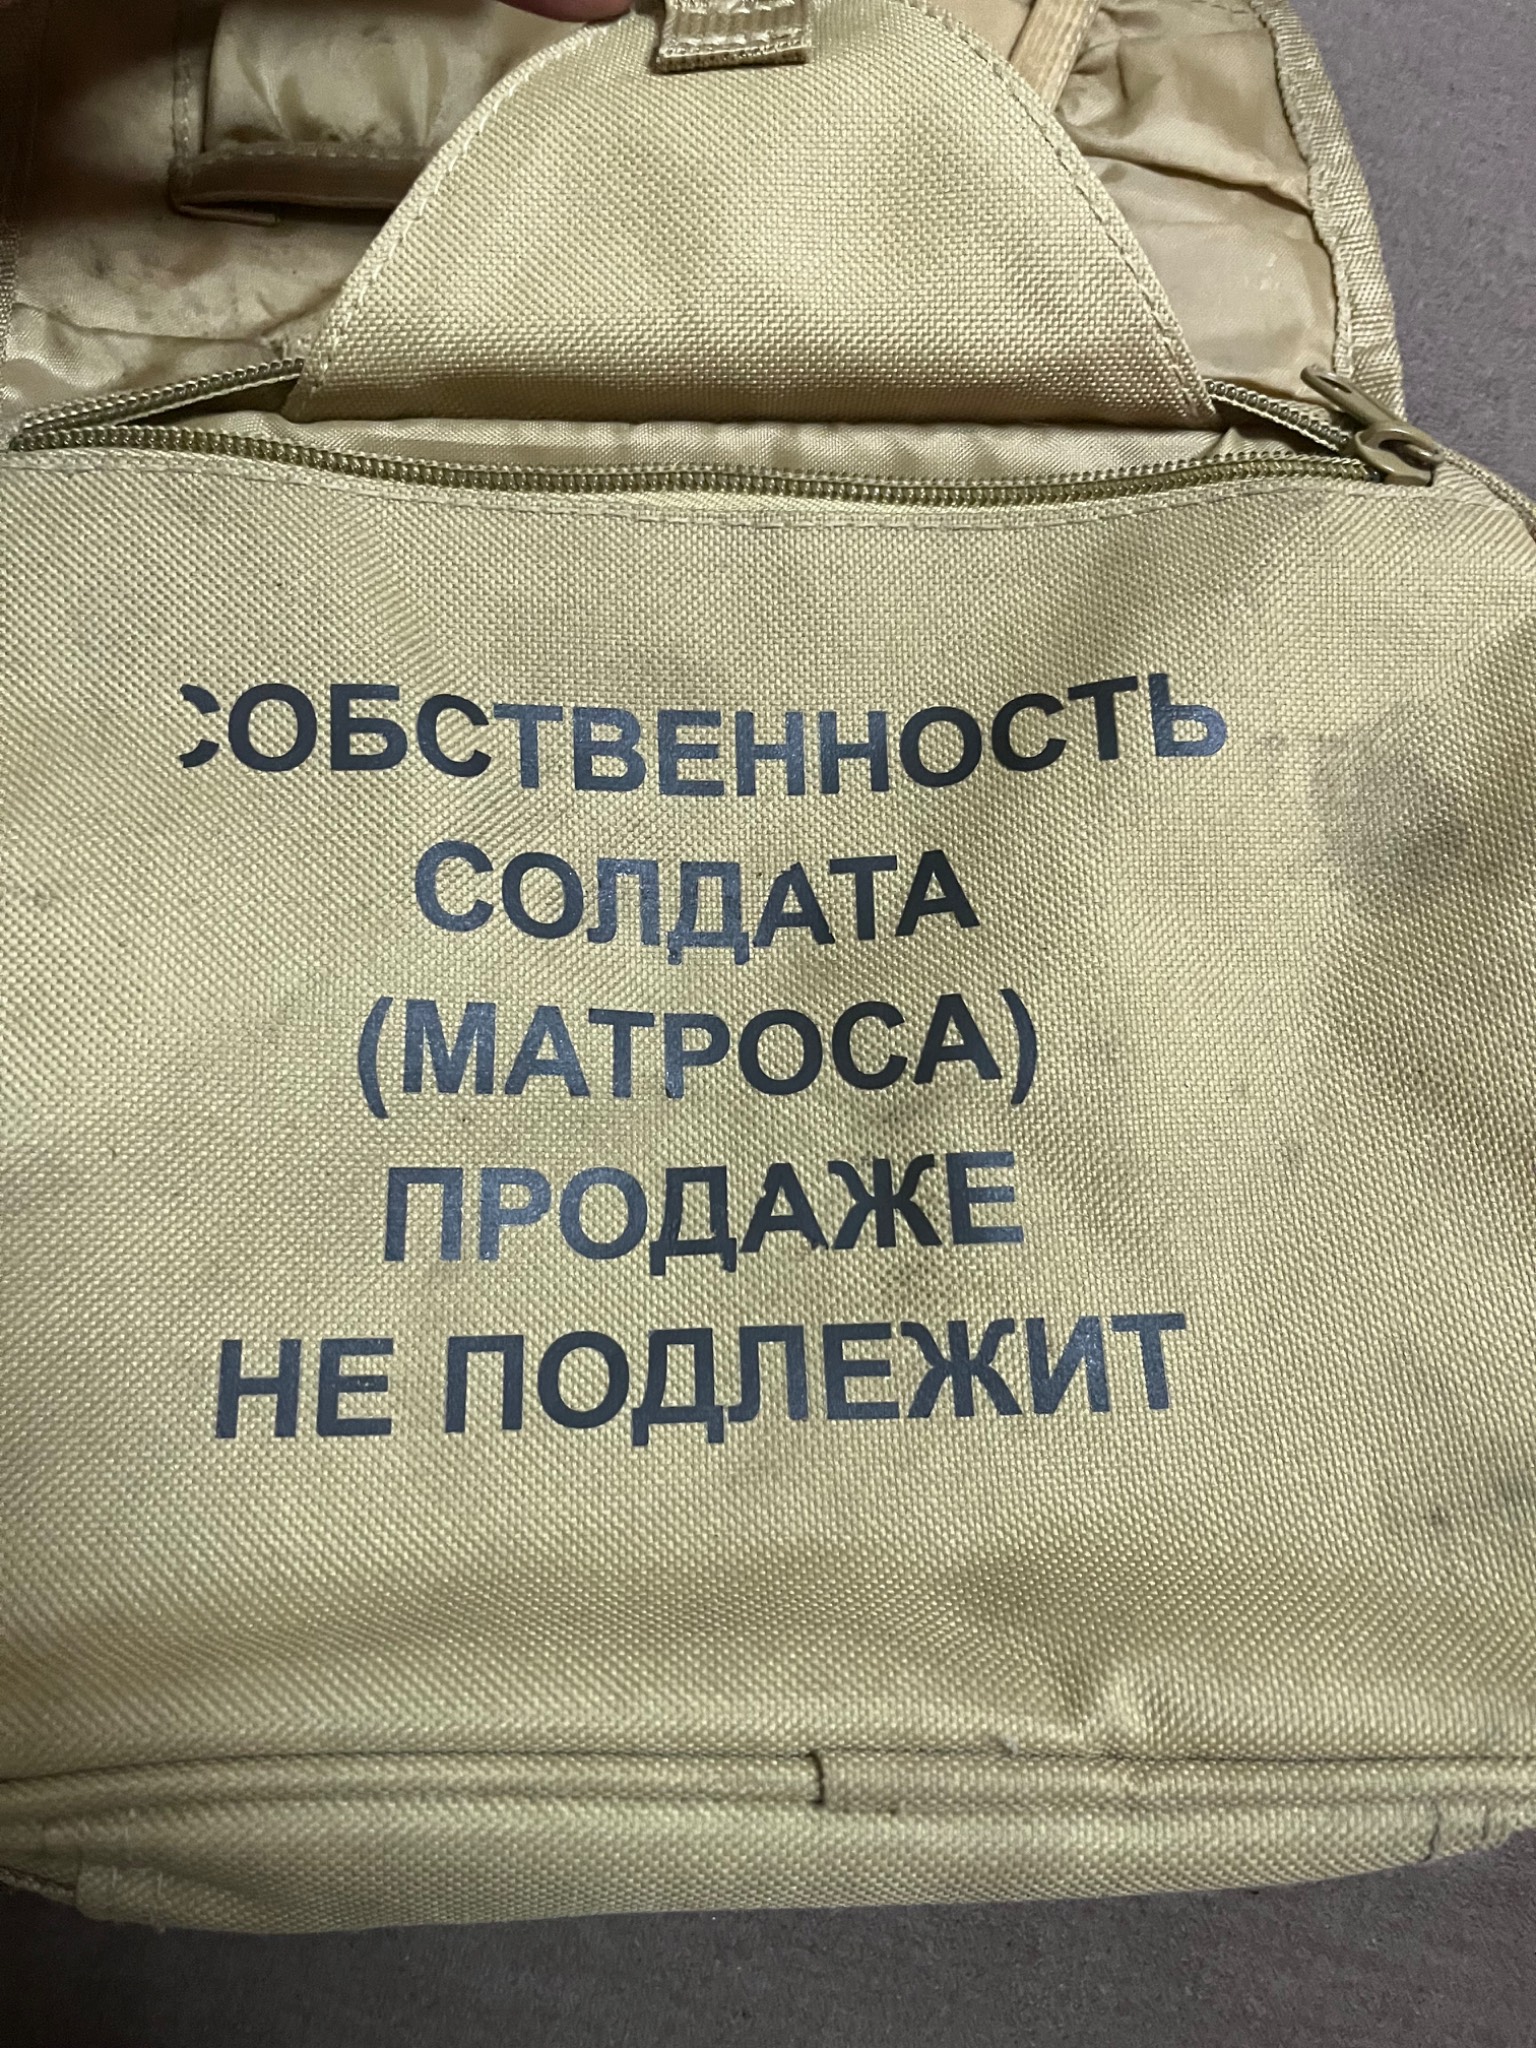 СОБСТВЕННОСТЬ
СОЛДАТА
(МАТРОСА)
ПРОДАЖЕ
НЕ ПОДЛЕЖИТ